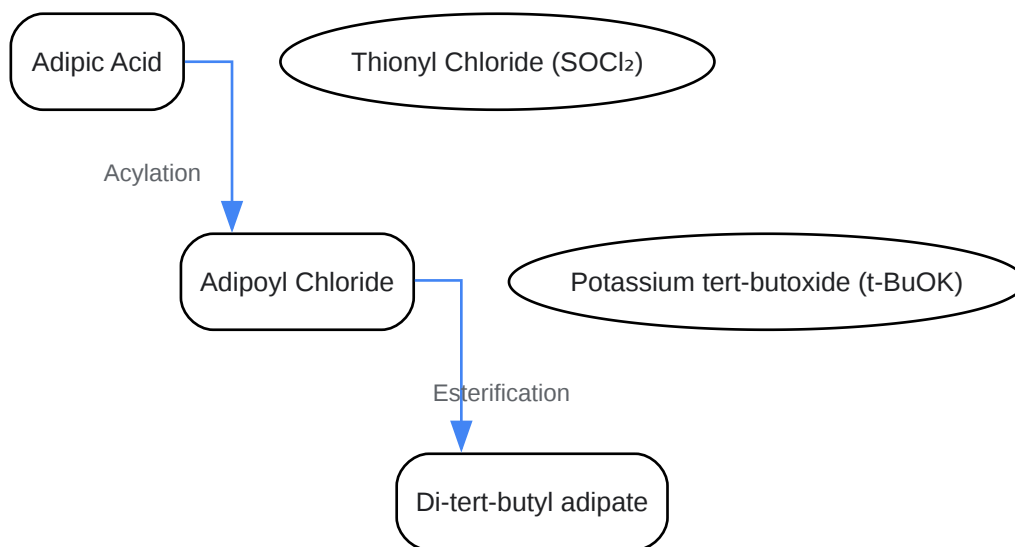 Adipic Acid
Thionyl Chloride (SOCl₂)
Acylation
Adipoyl Chloride
Potassium tert-butoxide (t-BuOK)
Esterification
Di-tert-butyl adipate